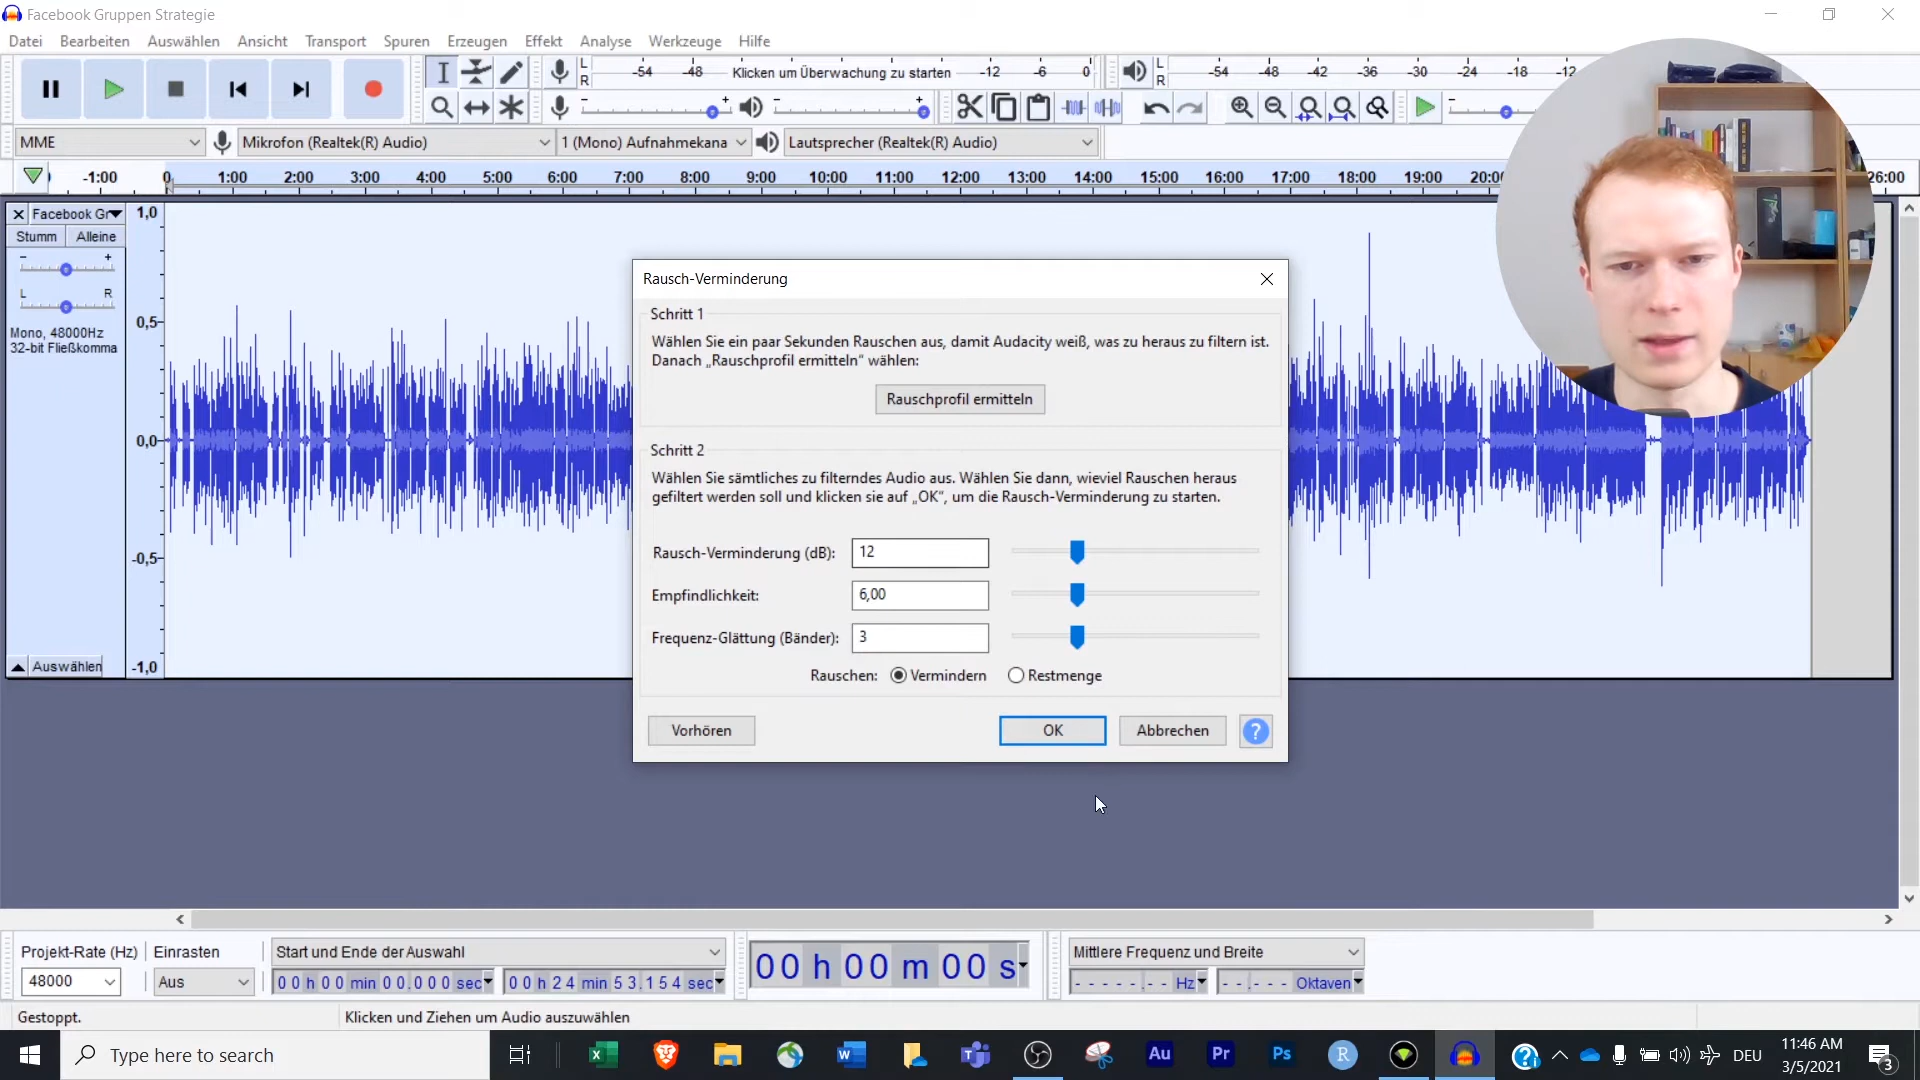 Facebook Gruppen Strategie
Datei Bearbeiten Auswählen Ansicht Transport Spuren Erzeugen Effekt Analyse Werkzeuge Hilfe
L R -54 -48 Klicken um Überwachung zu starten -12 -6 0 L R -54 -48 -42 -36 -30 -24 -18 -12
MME Mikrofon (Realtek(R) Audio) 1 (Mono) Aufnahmekana Lautsprecher (Realtek(R) Audio)
-1:00 0 1:00 2:00 3:00 4:00 5:00 6:00 7:00 8:00 9:00 10:00 11:00 12:00 13:00 14:00 15:00 16:00 17:00 18:00 19:00 20:00 26:00
Facebook Gr 1,0
Stumm Alleine
- +
L R
Mono, 48000Hz
32-bit Fließkomma
0,5
0,0
-0,5
-1,0
Auswählen
Rausch-Verminderung
Schritt 1
Wählen Sie ein paar Sekunden Rauschen aus, damit Audacity weiß, was zu heraus zu filtern ist.
Danach „Rauschprofil ermitteln“ wählen:
Rauschprofil ermitteln
Schritt 2
Wählen Sie sämtliches zu filterndes Audio aus. Wählen Sie dann, wieviel Rauschen heraus
gefiltert werden soll und klicken sie auf „OK“, um die Rausch-Verminderung zu starten.
Rausch-Verminderung (dB): 12
Empfindlichkeit: 6,00
Frequenz-Glättung (Bänder): 3
Rauschen: Vermindern Restmenge
Vorhören OK Abbrechen ?
Projekt-Rate (Hz) Einrasten Start und Ende der Auswahl 00 h 00 m 00 s Mittlere Frequenz und Breite
48000 Aus 00 h 00 min 00.000 sec 00 h 24 min 53.154 sec - - - - - . - - Hz - - . - - - Oktaven
Gestoppt. Klicken und Ziehen um Audio auszuwählen
Type here to search Au Pr Ps R DEU 11:46 AM
3/5/2021
3